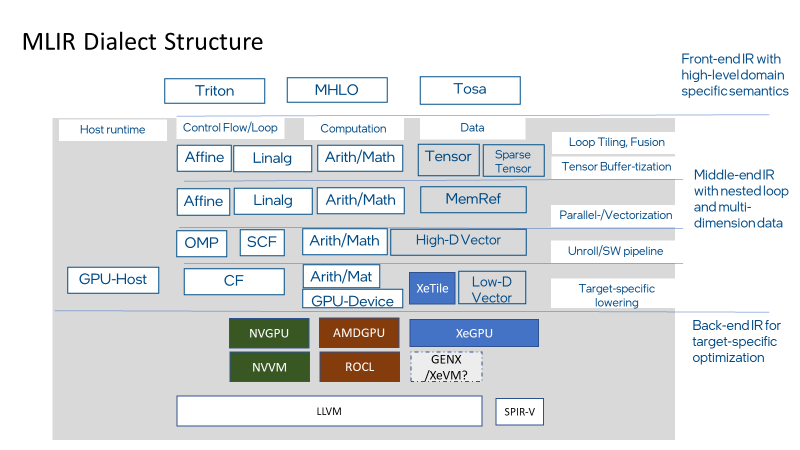 MLIR Dialect Structure
Front-end IR with
high-level domain
specific semantics
Triton
MHLO
Tosa
Host runtime
Control Flow/Loop
Computation
Data
Loop Tiling, Fusion
Affine
Linalg
Arith/Math
Tensor
Sparse
Tensor
Tensor Buffer-tization
Middle-end IR
with nested loop
and multi-
dimension data
Affine
Linalg
Arith/Math
MemRef
Parallel-/Vectorization
OMP
SCF
Arith/Math
High-D Vector
Unroll/SW pipeline
GPU-Host
CF
Arith/Mat
GPU-Device
XeTile
Low-D
Vector
Target-specific
lowering
Back-end IR for
target-specific
optimization
NVGPU
AMDGPU
XeGPU
NVVM
ROCL
GENX
/XeVM?
LLVM
SPIR-V